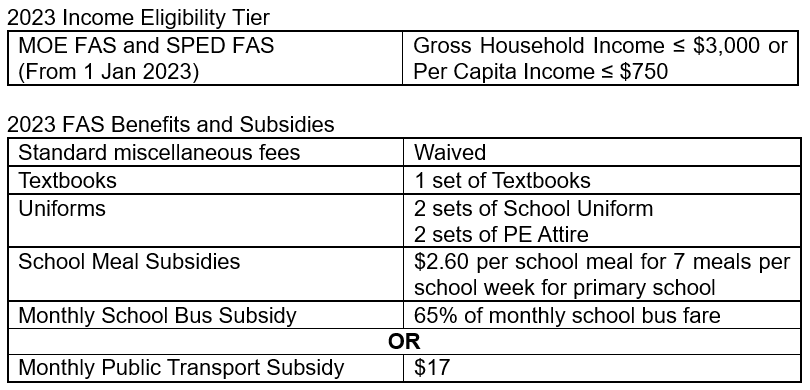 2023 Income Eligibility Tier
MOE FAS and SPED FAS
(From 1 Jan 2023)
Gross Household Income ≤ $3,000 or
Per Capita Income ≤ $750
2023 FAS Benefits and Subsidies
Standard miscellaneous fees
Waived
Textbooks
1 set of Textbooks
Uniforms
2 sets of School Uniform
2 sets of PE Attire
School Meal Subsidies
$2.60 per school meal for 7 meals per
school week for primary school
Monthly School Bus Subsidy
65% of monthly school bus fare
OR
Monthly Public Transport Subsidy
$17